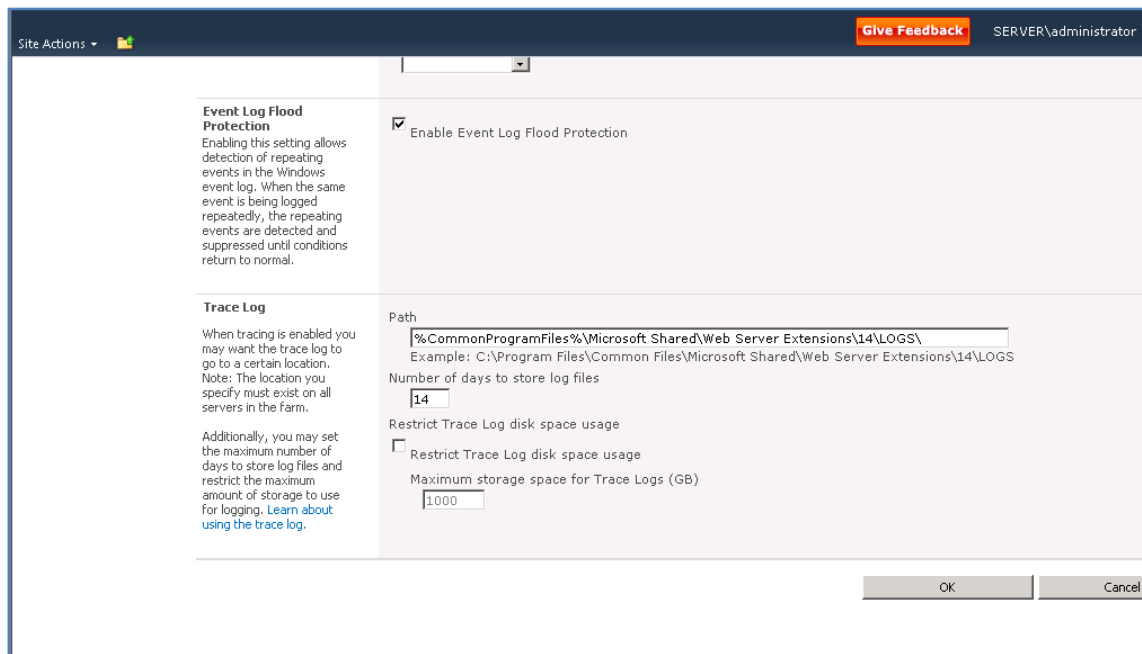 Site Actions
Give Feedback
SERVER\administrator
Event Log Flood
Protection
Enabling this setting allows
detection of repeating
events in the Windows
event log. When the same
event is being logged
repeatedly, the repeating
events are detected and
suppressed until conditions
return to normal.
Enable Event Log Flood Protection
Trace Log
When tracing is enabled you
may want the trace log to
go to a certain location.
Note: The location you
specify must exist on all
servers in the farm.
Additionally, you may set
the maximum number of
days to store log files and
restrict the maximum
amount of storage to use
for logging. Learn about
using the trace log.
Path
%CommonProgramFiles%\Microsoft Shared\Web Server Extensions\14\LOGS\
Example: C:\Program Files\Common Files\Microsoft Shared\Web Server Extensions\14\LOGS
Number of days to store log files
14
Restrict Trace Log disk space usage
Restrict Trace Log disk space usage
Maximum storage space for Trace Logs (GB)
1000
OK
Cancel